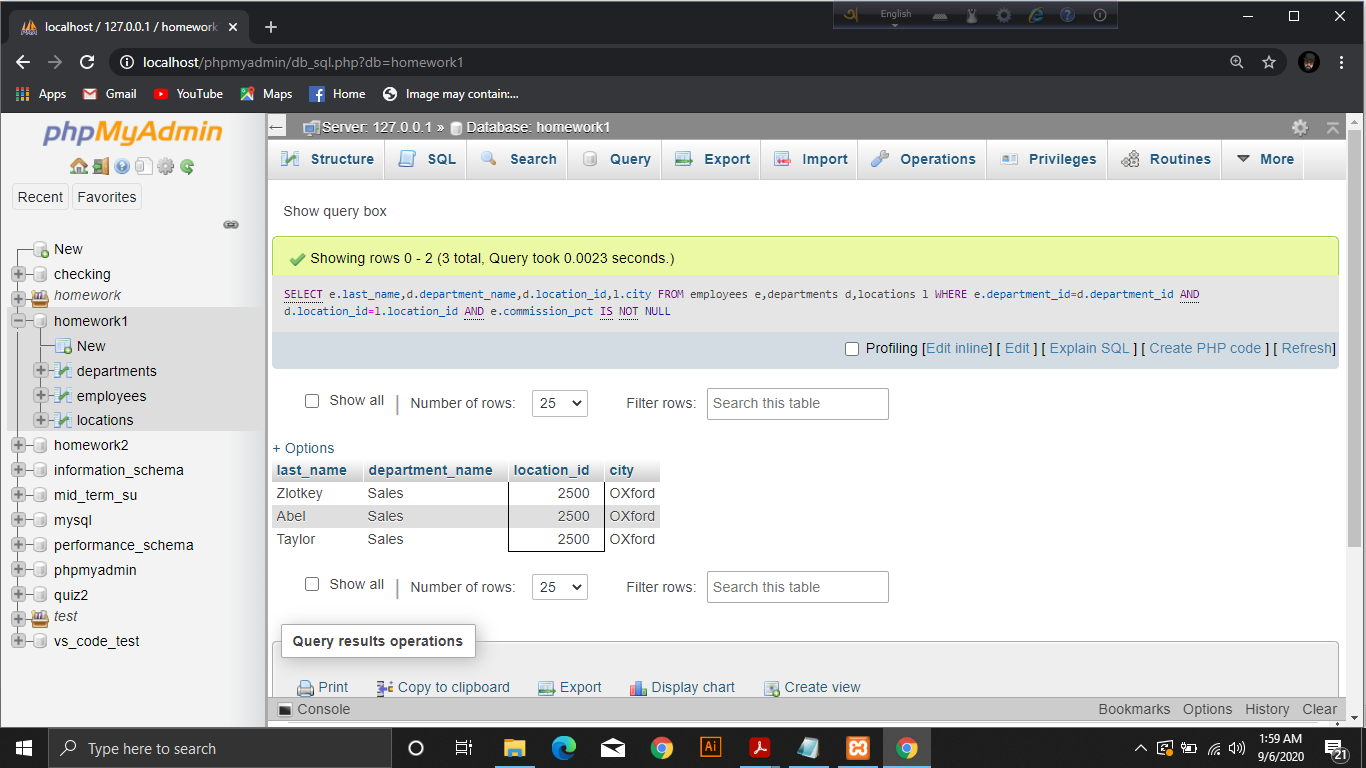 localhost / 127.0.0.1 / homework
English
localhost/phpmyadmin/db_sql.php?db=homework1
Apps Gmail YouTube Maps Home Image may contain:...
phpMyAdmin
Recent Favorites
New
checking
homework
homework1
New
departments
employees
locations
homework2
information_schema
mid_term_su
mysql
performance_schema
phpmyadmin
quiz2
test
vs_code_test
Server: 127.0.0.1 » Database: homework1
Structure SQL Search Query Export Import Operations Privileges Routines More
Show query box
Showing rows 0 - 2 (3 total, Query took 0.0023 seconds.)
SELECT e.last_name,d.department_name,d.location_id,l.city FROM employees e,departments d,locations l WHERE e.department_id=d.department_id AND
d.location_id=l.location_id AND e.commission_pct IS NOT NULL
Profiling [Edit inline] [ Edit ] [ Explain SQL ] [ Create PHP code ] [ Refresh]
Show all | Number of rows: 25 Filter rows: Search this table
+ Options
last_name department_name location_id city
Zlotkey Sales 2500 OXford
Abel Sales 2500 OXford
Taylor Sales 2500 OXford
Show all | Number of rows: 25 Filter rows: Search this table
Query results operations
Print Copy to clipboard Export Display chart Create view
Console Bookmarks Options History Clear
Type here to search
Ai
1:59 AM
9/6/2020
21